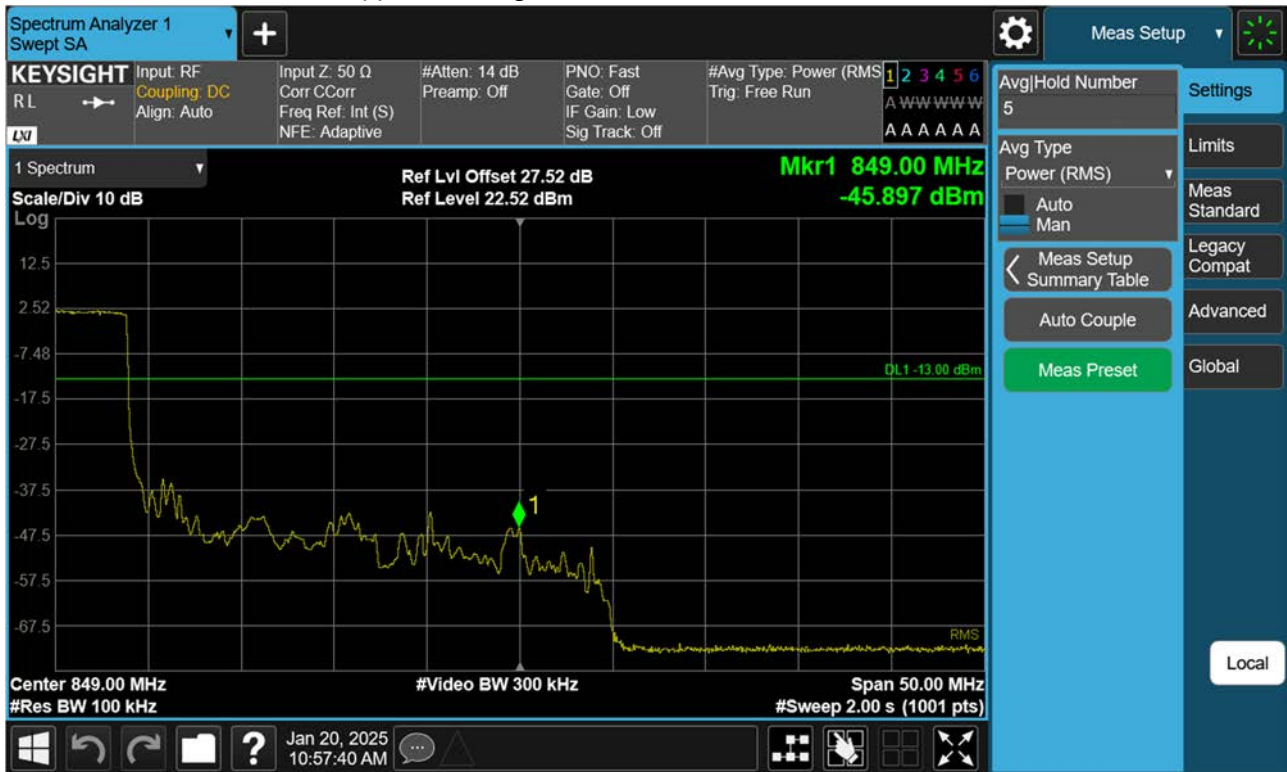 Spectrum Analyzer 1
Swept SA
Meas Setup
KEYSIGHT
RL
LXI
Input: RF
Coupling: DC
Align: Auto
Input Z: 50 Ω
Corr CCorr
Freq Ref: Int (S)
NFE: Adaptive
#Atten: 14 dB
Preamp: Off
PNO: Fast
Gate: Off
IF Gain: Low
Sig Track: Off
#Avg Type: Power (RMS
Trig: Free Run
1 2 3 4 5 6
A W W W W W
A A A A A A
1 Spectrum
Scale/Div 10 dB
Ref Lvl Offset 27.52 dB
Ref Level 22.52 dBm
Mkr1 849.00 MHz
-45.897 dBm
Log
12.5
2.52
-7.48
-17.5
-27.5
-37.5
-47.5
-57.5
-67.5
DL1 -13.00 dBm
1
RMS
Center 849.00 MHz
#Res BW 100 kHz
#Video BW 300 kHz
Span 50.00 MHz
#Sweep 2.00 s (1001 pts)
?
Jan 20, 2025
10:57:40 AM
Avg|Hold Number
5
Avg Type
Power (RMS)
Auto
Man
Meas Setup
Summary Table
Auto Couple
Meas Preset
Settings
Limits
Meas
Standard
Legacy
Compat
Advanced
Global
Local